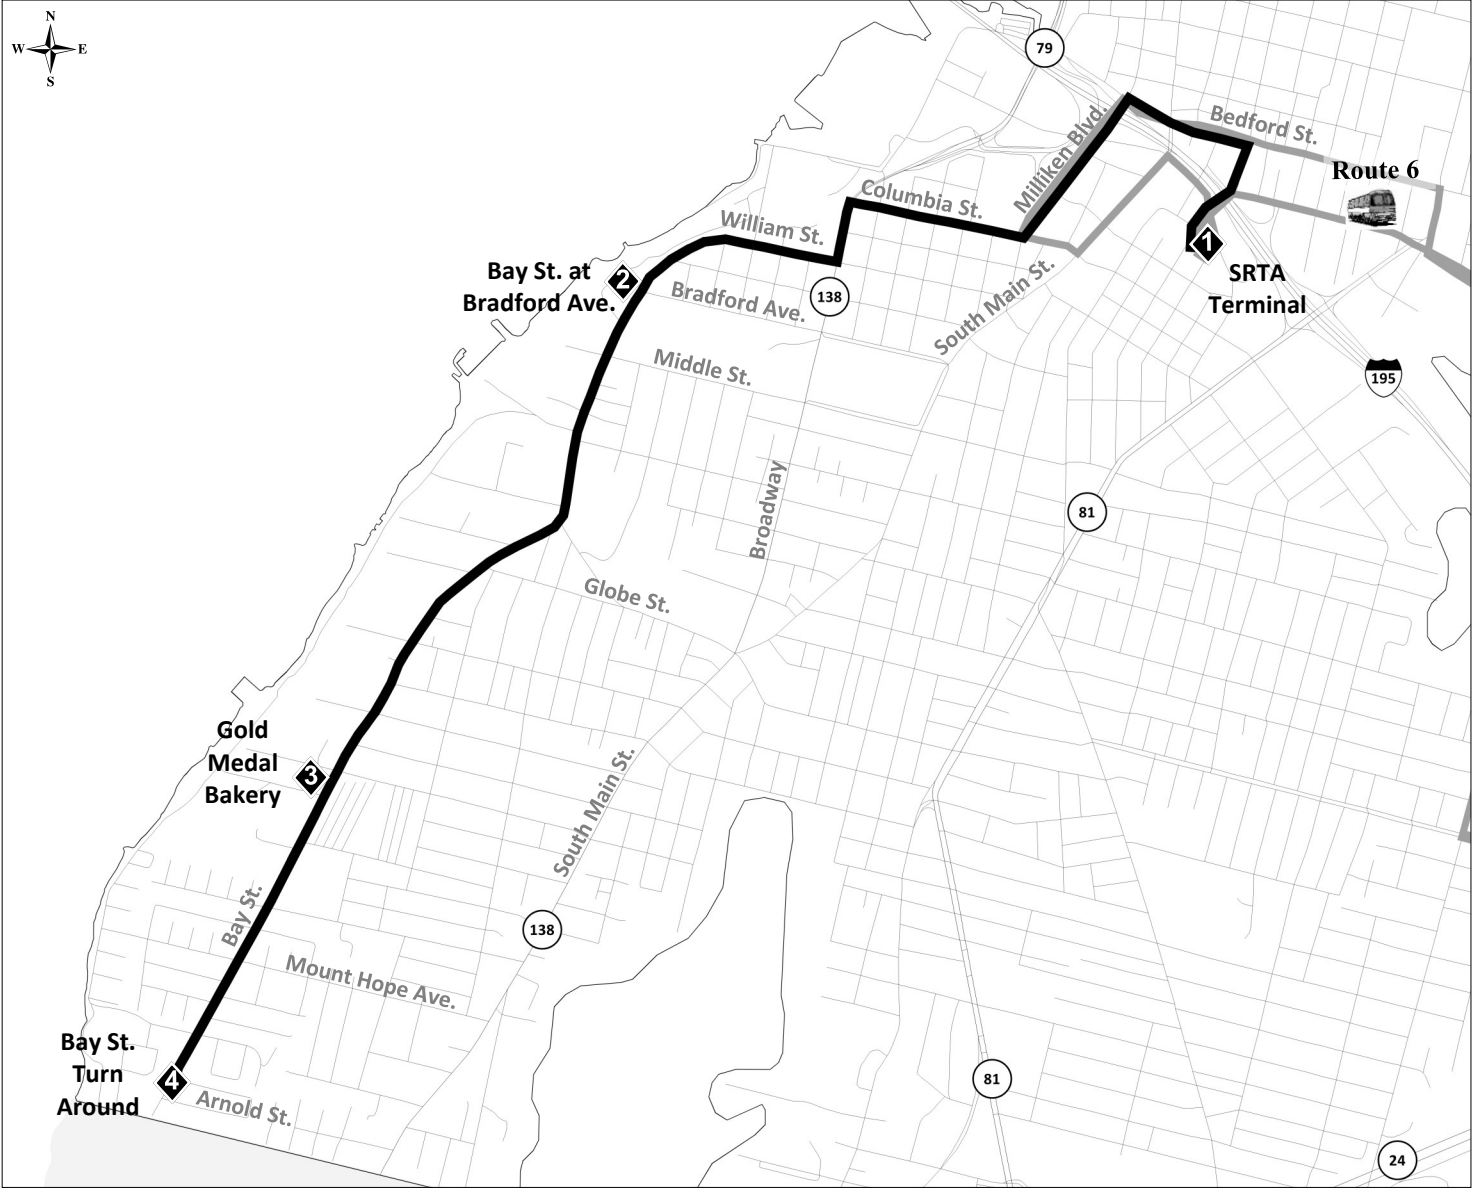 N
W E
S
79
Bedford St.
Milliken Blvd.
Route 6
Columbia St.
William St.
1
SRTA
Terminal
Bay St. at
Bradford Ave.
2
Bradford Ave.
138
South Main St.
Middle St.
195
Broadway
81
Globe St.
Gold
Medal
Bakery
3
South Main St.
Bay St.
138
Mount Hope Ave.
Bay St.
Turn
Around
4
Arnold St.
81
24